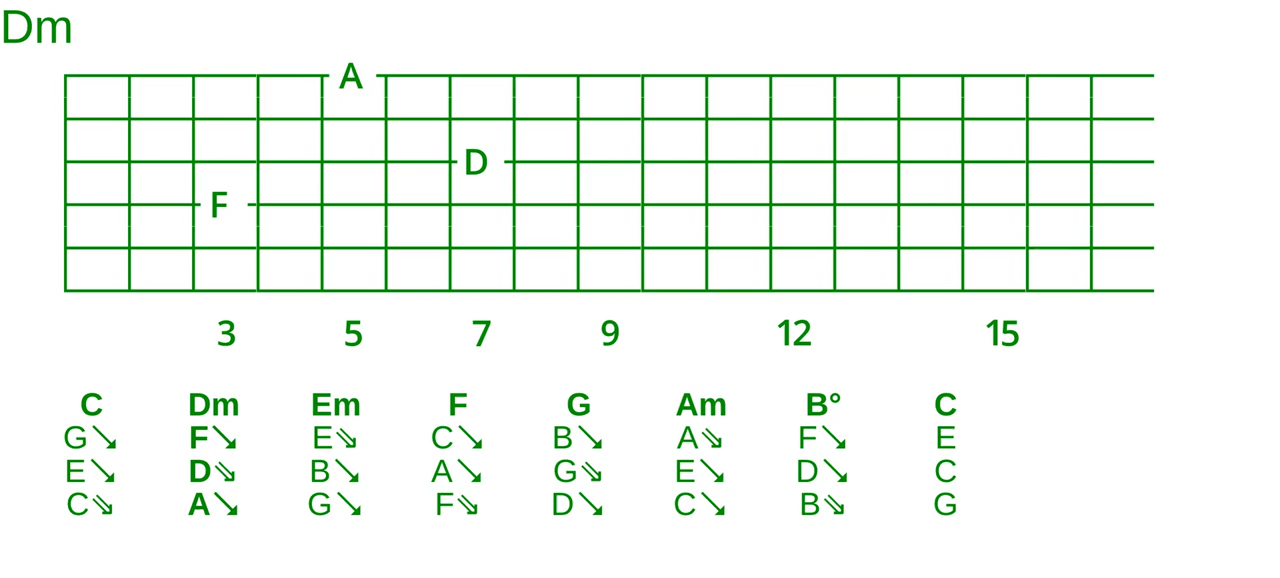 Dm
A
D
F
3 5 7 9 12 15
C Dm Em F G Am B° C
G↘ F↘ E⇘ C↘ B↘ A⇘ F↘ E
E↘ D⇘ B↘ A↘ G⇘ E↘ D↘ C
C⇘ A↘ G↘ F⇘ D↘ C↘ B⇘ G